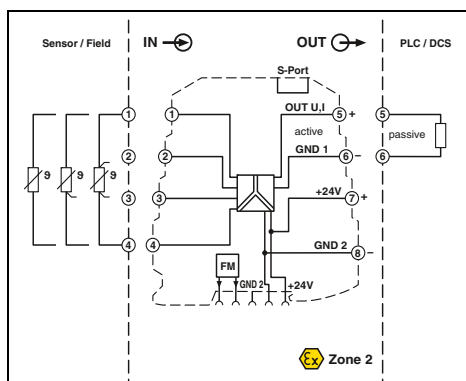 Sensor / Field
IN
OUT
PLC / DCS
S-Port
OUT U,I
active
GND 1
+24V
GND 2
passive
1
2
3
4
ϑ
ϑ
ϑ
1
2
3
4
5 +
6 –
7 +
8 –
5
6
FM
GND 2
+24V
Ex Zone 2